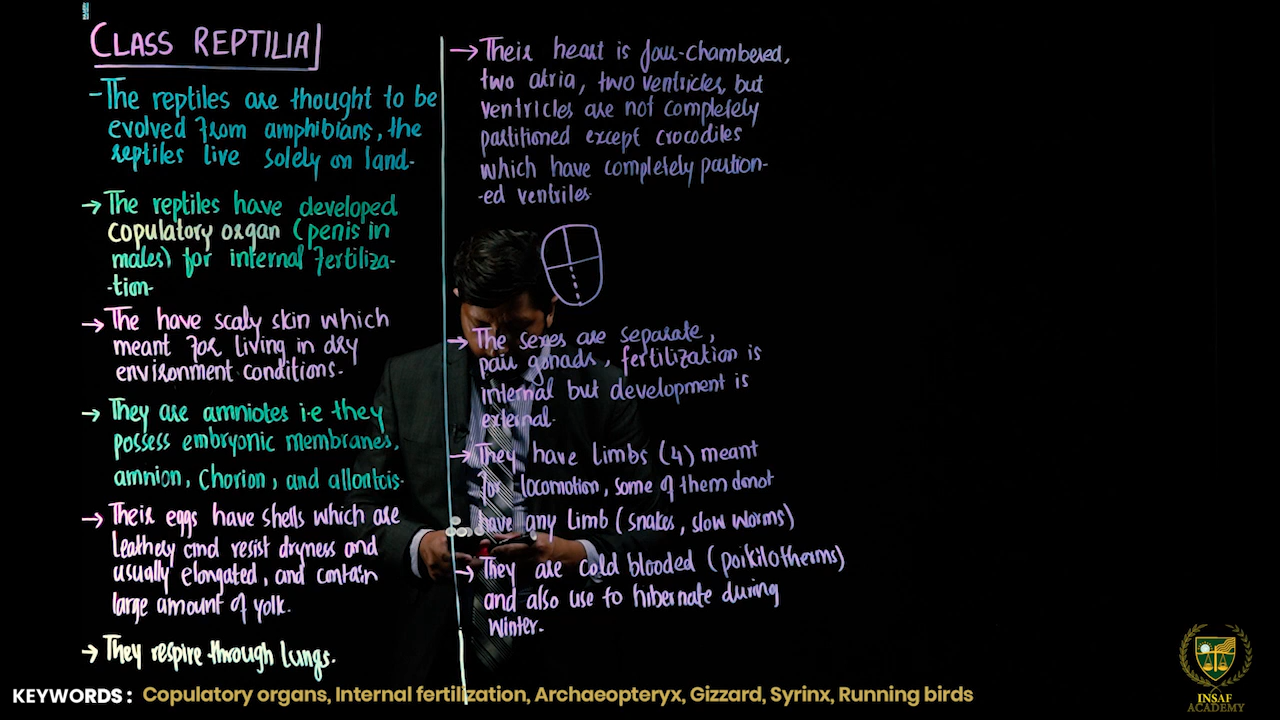 CLASS REPTILIA
-The reptiles are thought to be
evolved from amphibians, the
reptiles live solely on land-
→ The reptiles have developed
copulatory organ (penis in
males) for internal fertiliza-
-tion-
→ The have scaly skin which
meant for living in dry
environment conditions-
→ They are amniotes i.e they
possess embryonic membranes,
amnion, Chorion, and allantois-
→ Their eggs have shells which are
leathery and resist dryness and
usually elongated, and contain
large amount of yolk.
→ They respire through lungs.
→ Their heart is four-chambered,
two atria, two ventricles, but
ventricles are not completely
partitioned except crocodiles
which have completely partion-
-ed ventriles-
→ The sexes are separate,
pair gonads, fertilization is
internal but development is
external-
→ They have limbs (4) meant
for locomotion, some of them donot
have any limb (snakes, slow worms)
→ They are cold blooded (poikilotherms)
and also use to hibernate during
winter-
KEYWORDS : Copulatory organs, Internal fertilization, Archaeopteryx, Gizzard, Syrinx, Running birds
INSAF
ACADEMY